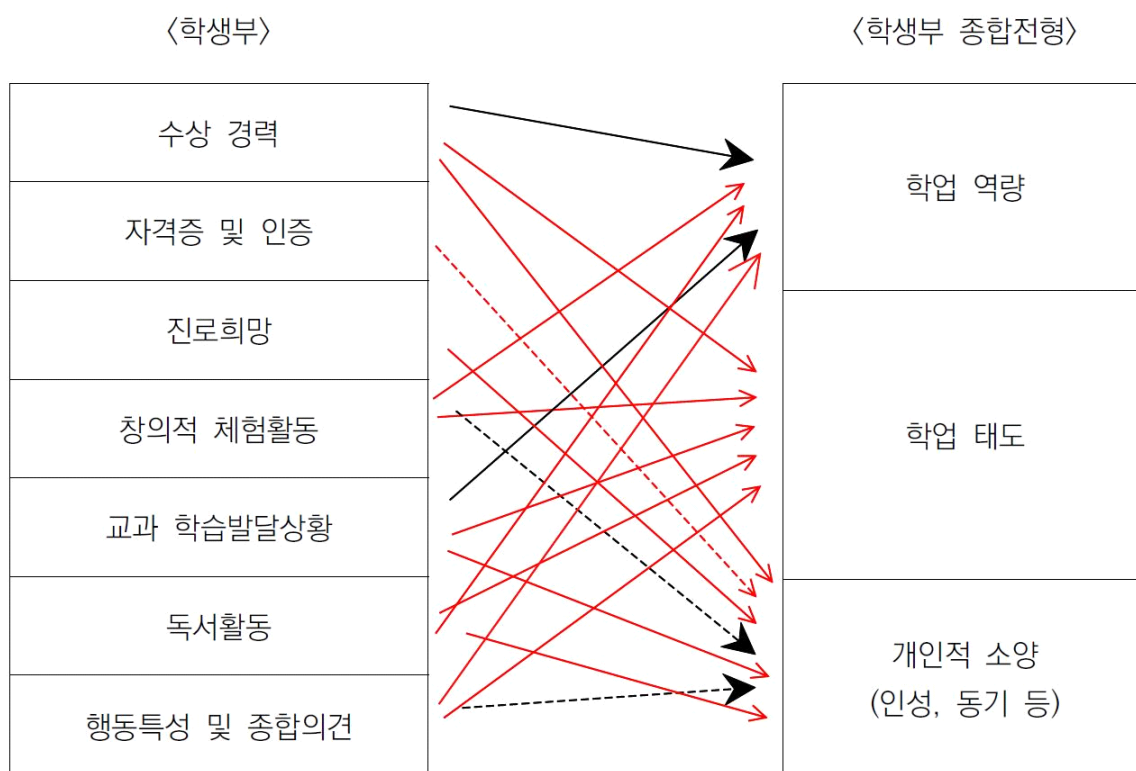 〈학생부〉
〈학생부 종합전형〉
수상 경력
자격증 및 인증
진로희망
창의적 체험활동
교과 학습발달상황
독서활동
행동특성 및 종합의견
학업 역량
학업 태도
개인적 소양
(인성, 동기 등)